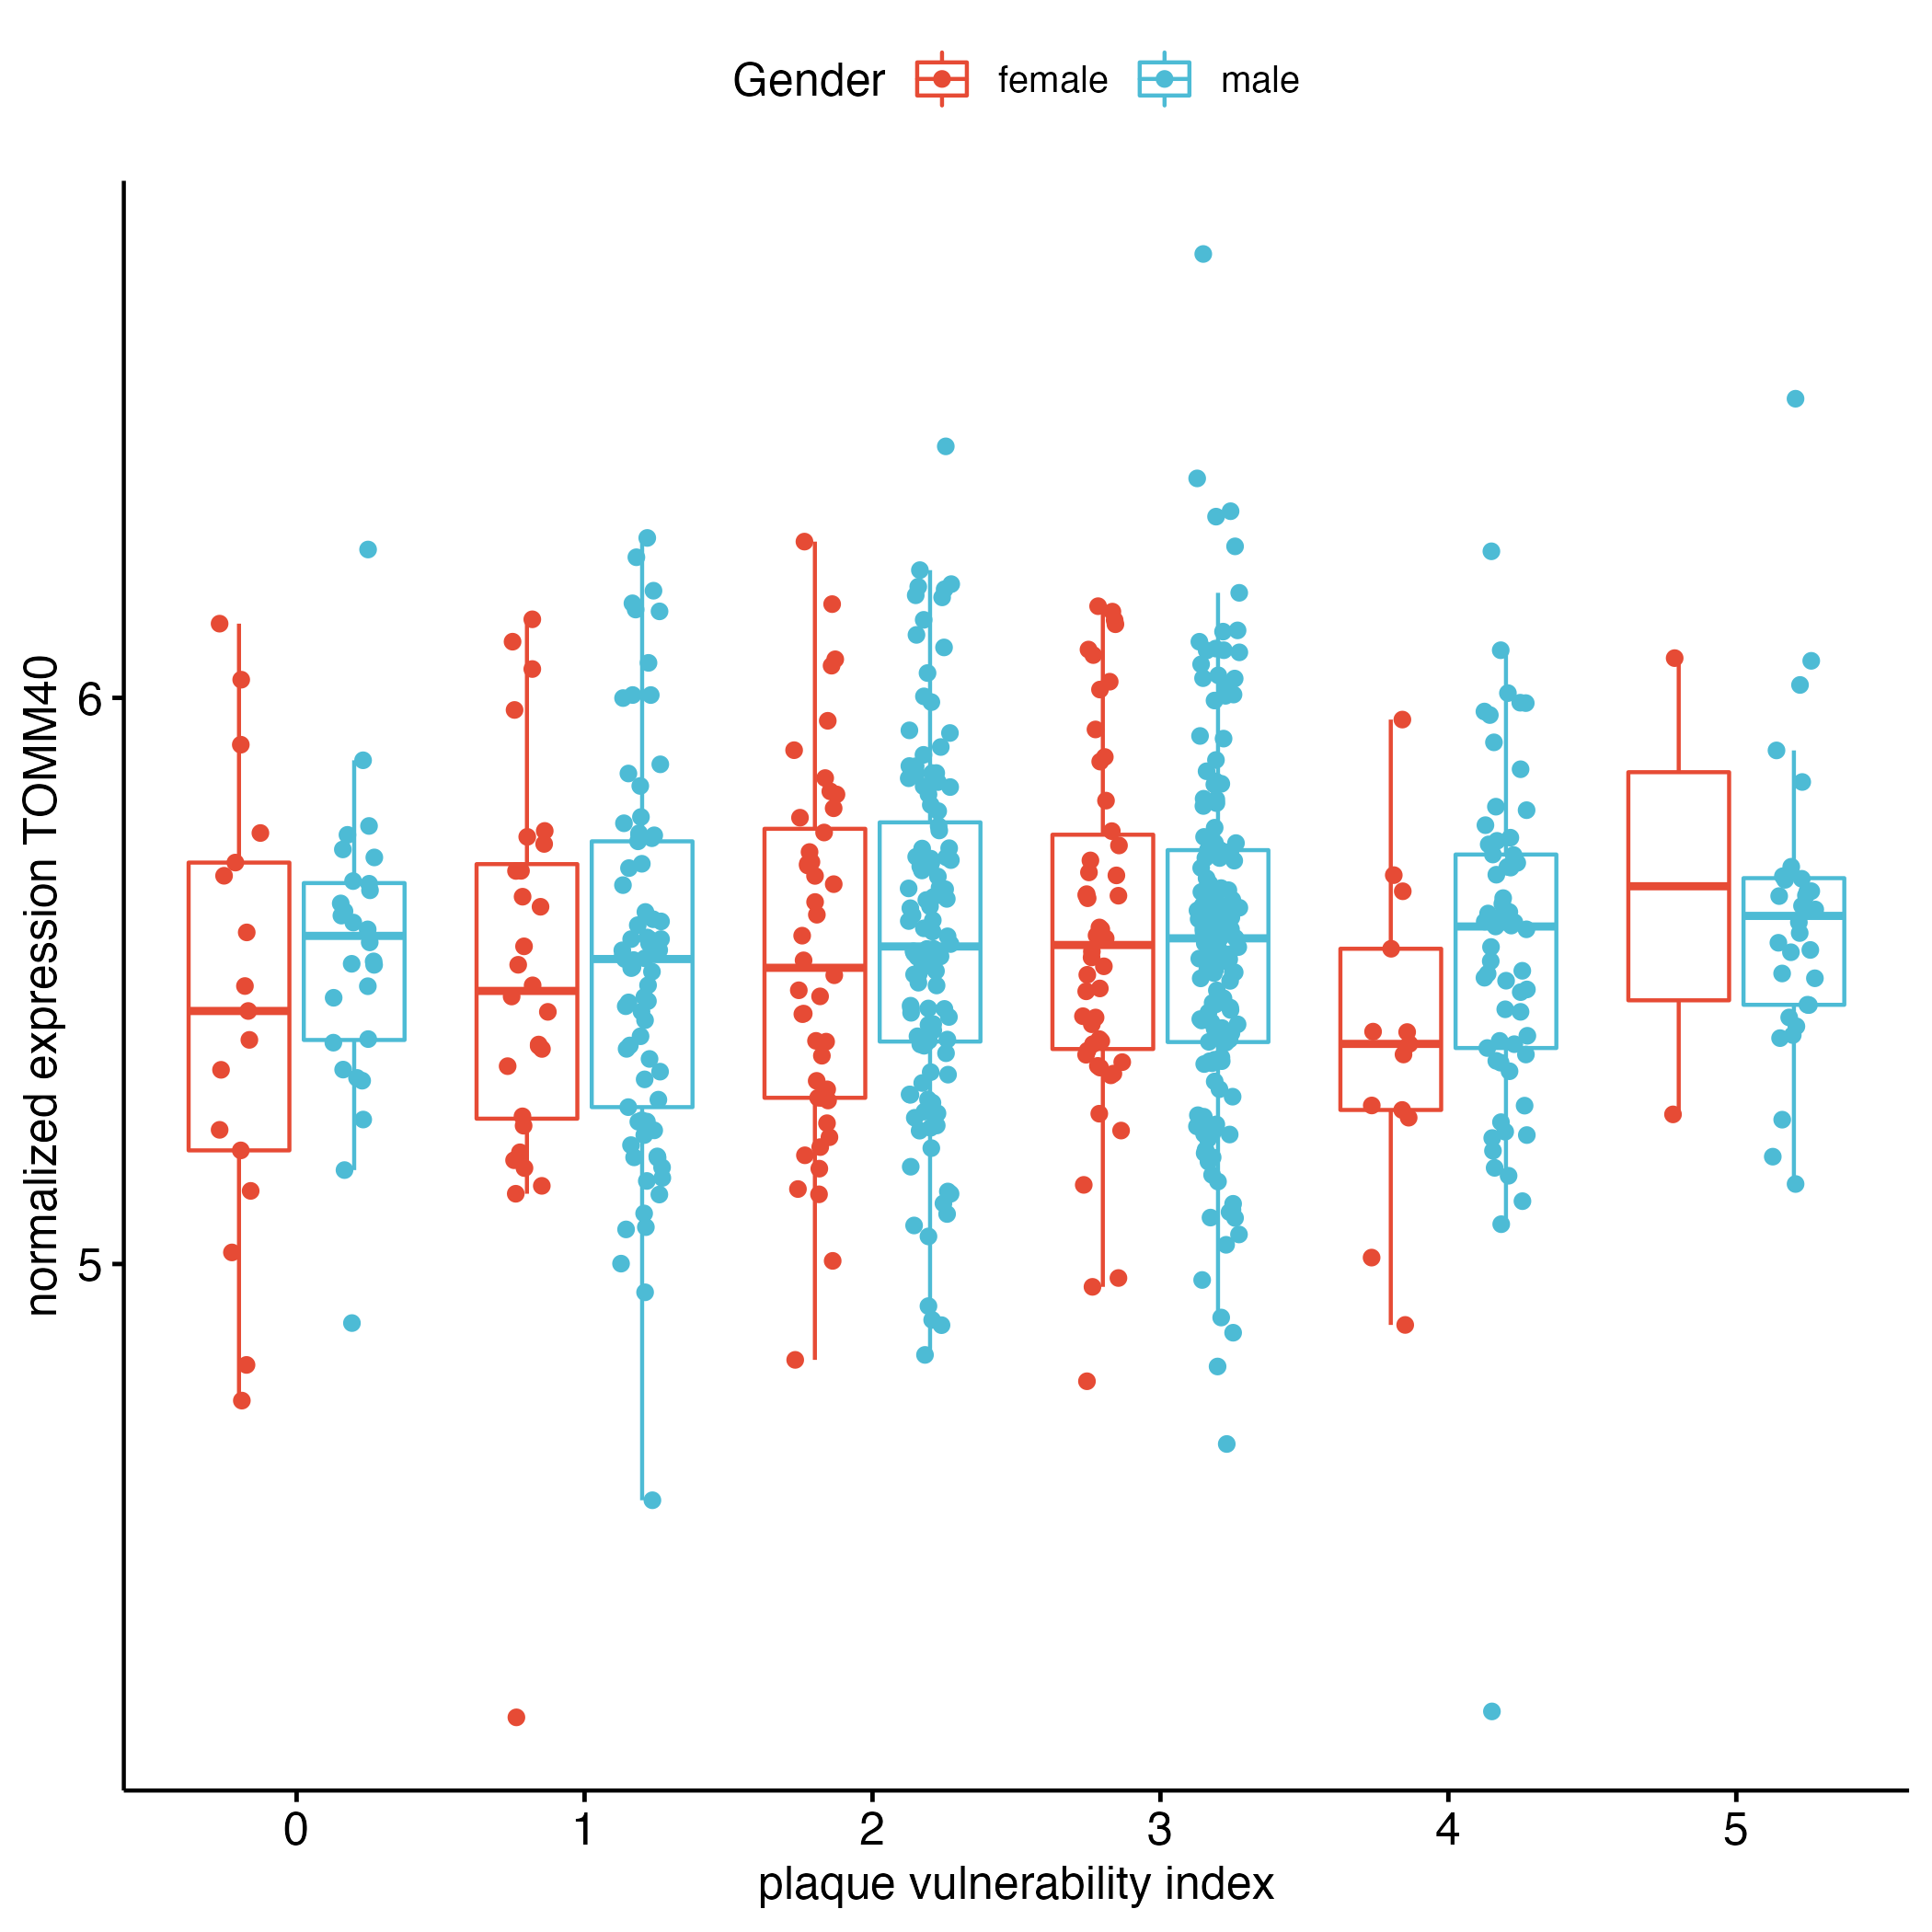 Gender female male
normalized expression TOMM40
6
5
0 1 2 3 4 5
plaque vulnerability index